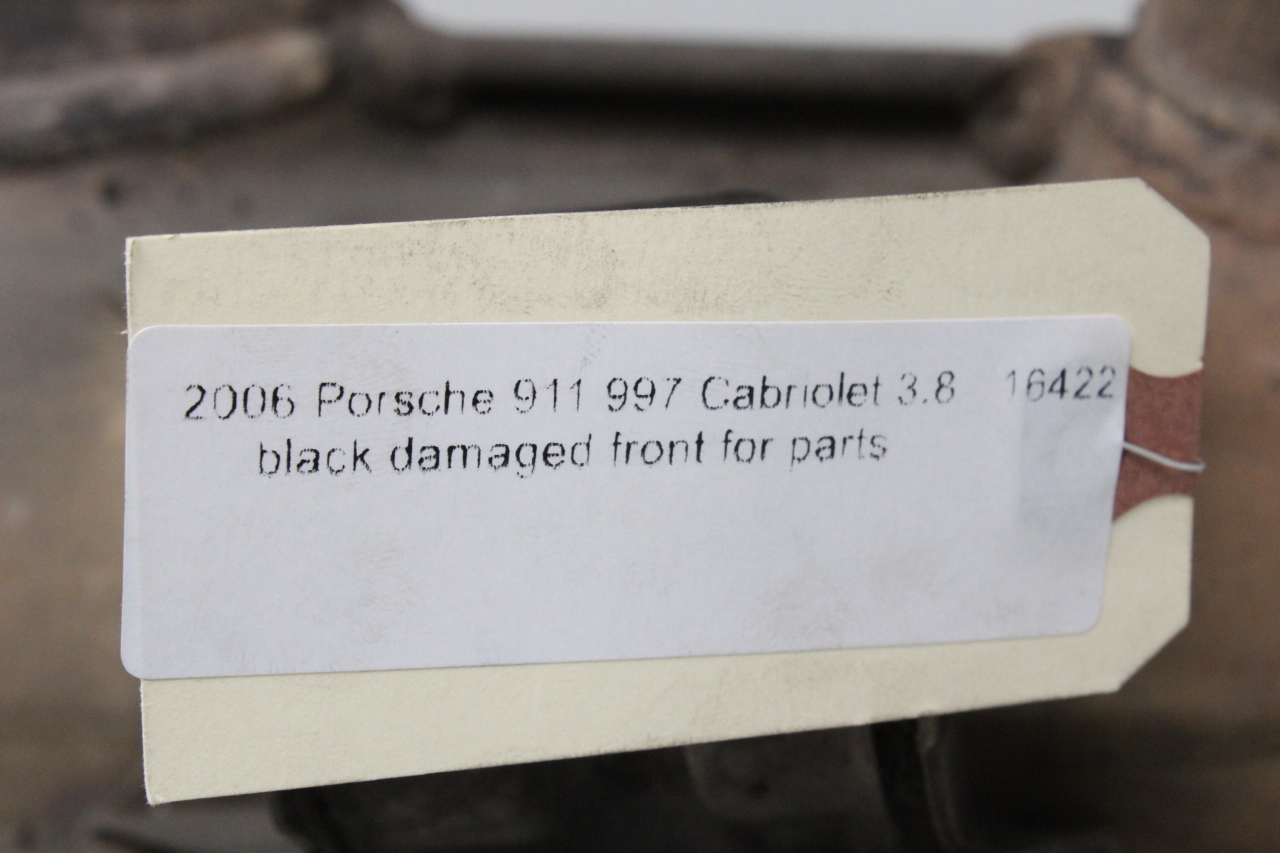 2006 Porsche 911 997 Cabriolet 3.8 16422
black damaged front for parts